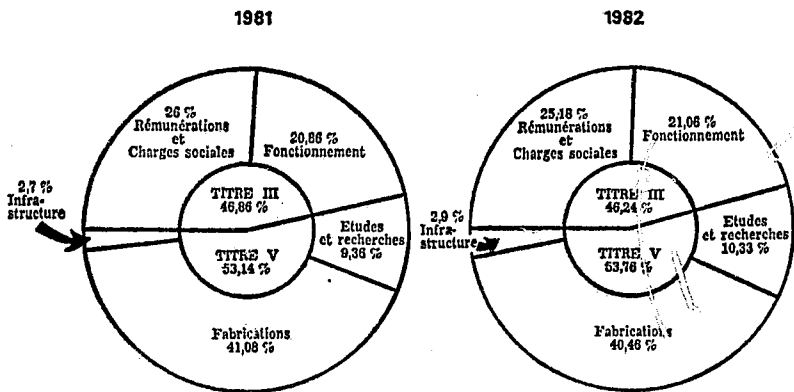 1981
26 %
Rémunérations
et
Charges sociales
20,86 %
Fonctionnement
TITRE III
46,86 %
2,7 %
Infra-
structure
TITRE V
53,14 %
Etudes
et recherches
9,36 %
Fabrications
41,08 %
1982
25,18 %
Rémunérations
et
Charges sociales
21,06 %
Fonctionnement
TITRE III
46,24 %
2,9 %
Infra-
structure
TITRE V
53,76 %
Etudes
et recherches
10,33 %
Fabrications
40,46 %